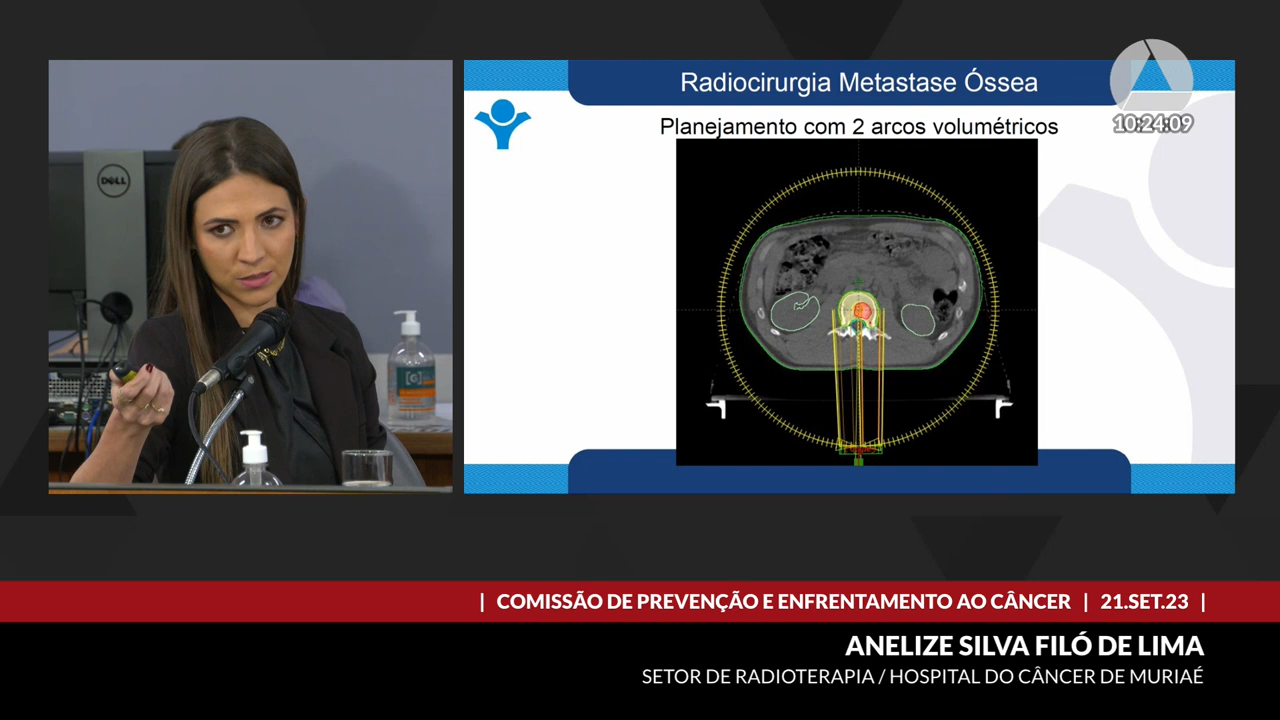 Radiocirurgia Metastase Óssea
10:24:09
Planejamento com 2 arcos volumétricos
DELL
[G]
| COMISSÃO DE PREVENÇÃO E ENFRENTAMENTO AO CÂNCER | 21.SET.23 |
ANELIZE SILVA FILÓ DE LIMA
SETOR DE RADIOTERAPIA / HOSPITAL DO CÂNCER DE MURIAÉ